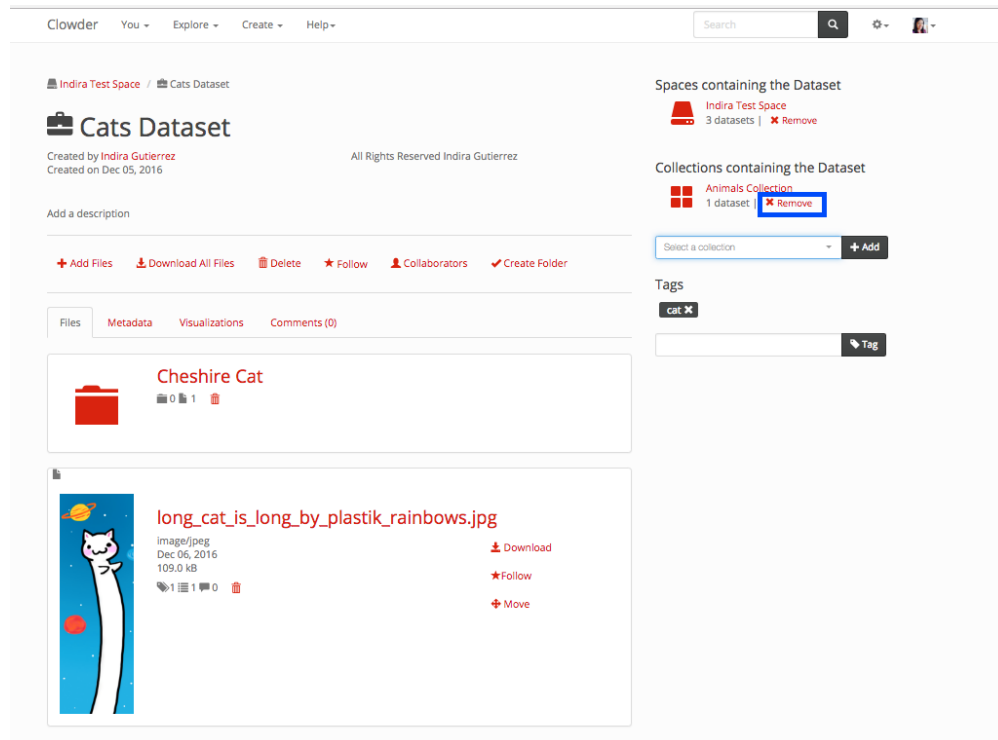 Clowder You Explore Create Help Search
Indira Test Space / Cats Dataset
Cats Dataset
Created by Indira Gutierrez
Created on Dec 05, 2016
All Rights Reserved Indira Gutierrez
Add a description
Add Files Download All Files Delete Follow Collaborators Create Folder
Files Metadata Visualizations Comments (0)
Cheshire Cat
0 1
long_cat_is_long_by_plastik_rainbows.jpg
image/jpeg
Dec 06, 2016
109.0 kB
1 1 0
Download
Follow
Move
Spaces containing the Dataset
Indira Test Space
3 datasets | Remove
Collections containing the Dataset
Animals Collection
1 dataset | Remove
Select a colection Add
Tags
cat
Tag